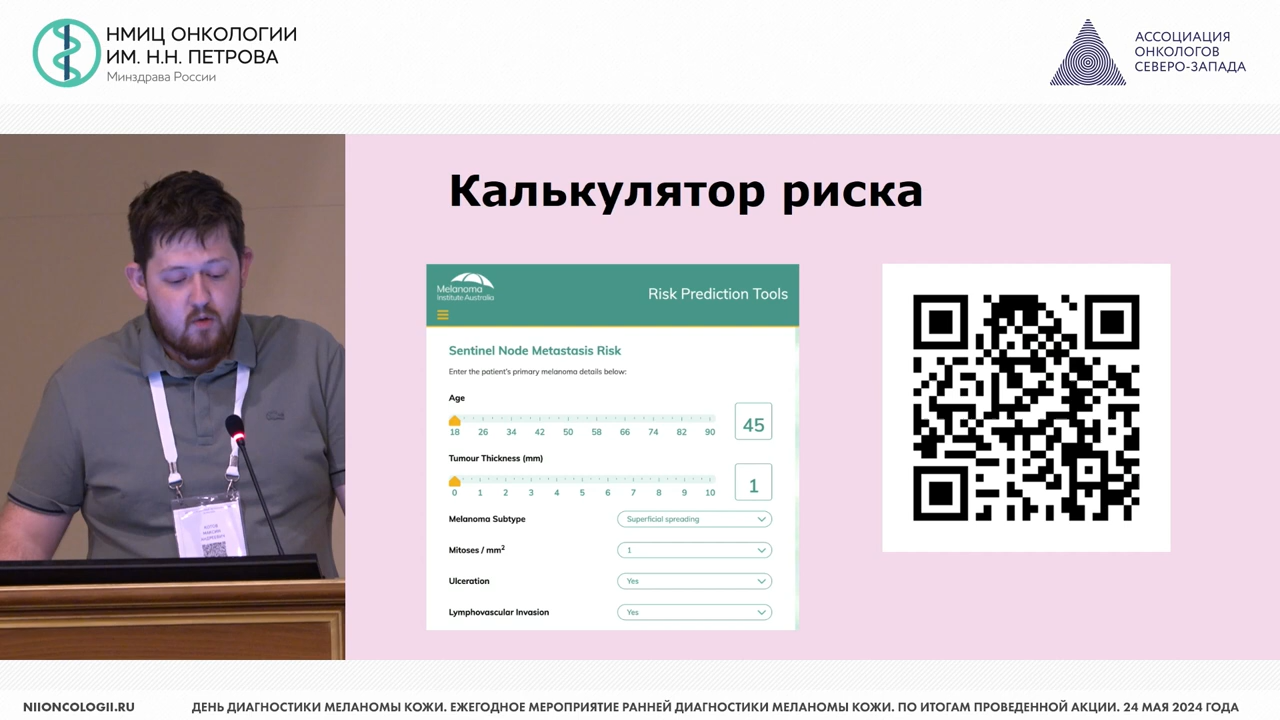 НМИЦ ОНКОЛОГИИ
ИМ. Н.Н. ПЕТРОВА
Минздрава России
АССОЦИАЦИЯ
ОНКОЛОГОВ
СЕВЕРО-ЗАПАДА
Калькулятор риска
Melanoma
Institute Australia
Risk Prediction Tools
Sentinel Node Metastasis Risk
Enter the patient's primary melanoma details below:
Age
45
18 26 34 42 50 58 66 74 82 90
Tumour Thickness (mm)
1
0 1 2 3 4 5 6 7 8 9 10
Melanoma Subtype Superficial spreading
Mitoses / mm² 1
Ulceration Yes
Lymphovascular Invasion Yes
NIIONCOLOGII.RU
ДЕНЬ ДИАГНОСТИКИ МЕЛАНОМЫ КОЖИ. ЕЖЕГОДНОЕ МЕРОПРИЯТИЕ РАННЕЙ ДИАГНОСТИКИ МЕЛАНОМЫ КОЖИ. ПО ИТОГАМ ПРОВЕДЕННОЙ АКЦИИ. 24 МАЯ 2024 ГОДА